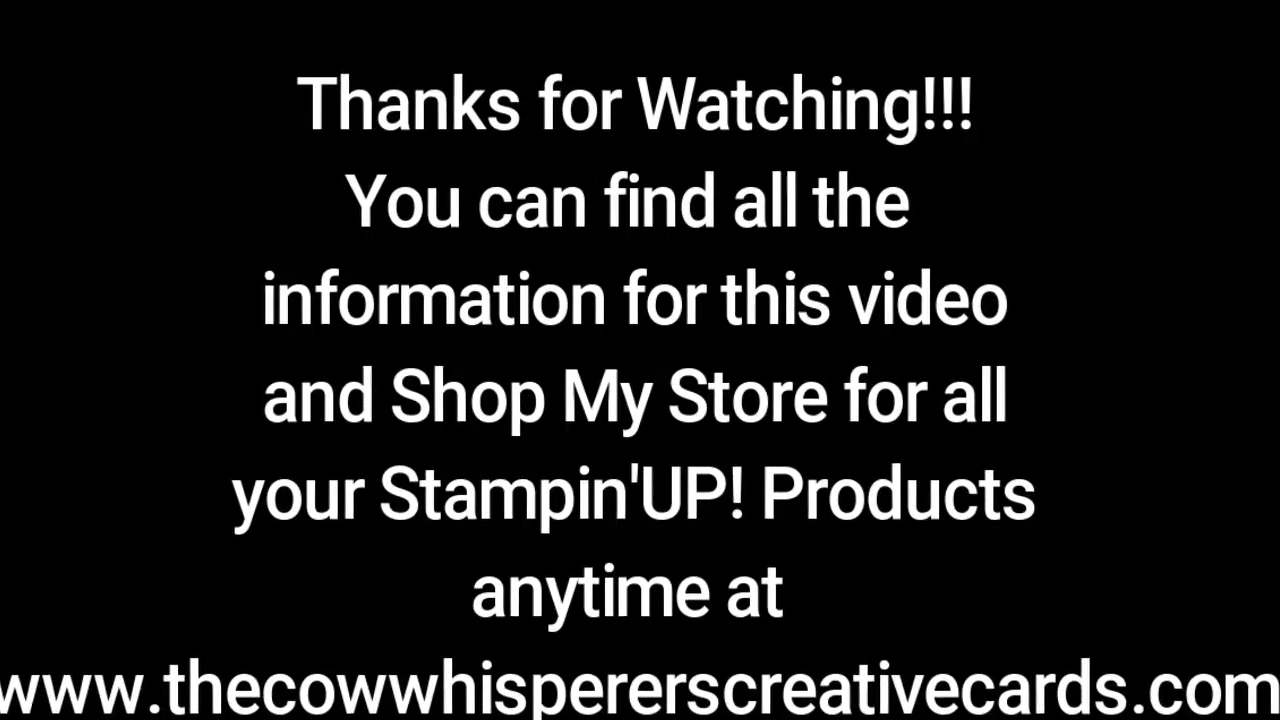 Thanks for Watching!!!
You can find all the
information for this video
and Shop My Store for all
your Stampin'UP! Products
anytime at
www.thecowwhispererscreativecards.com